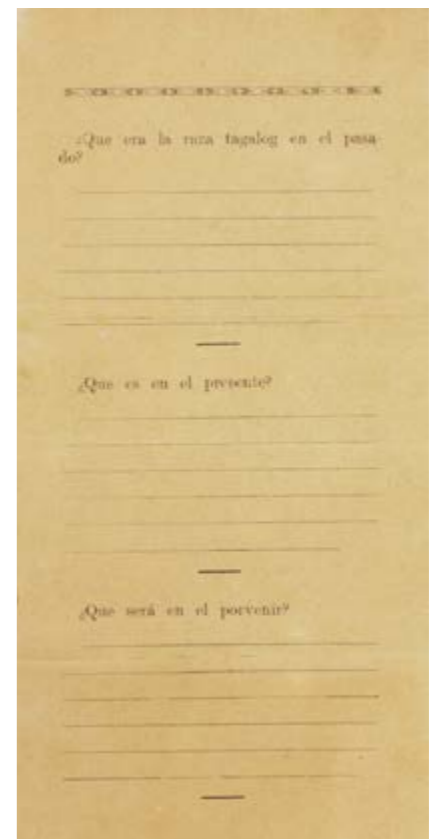 ¿Que era la raza tagalog en el pasa-
do?
¿Que es en el presente?
¿Que será en el porvenir?